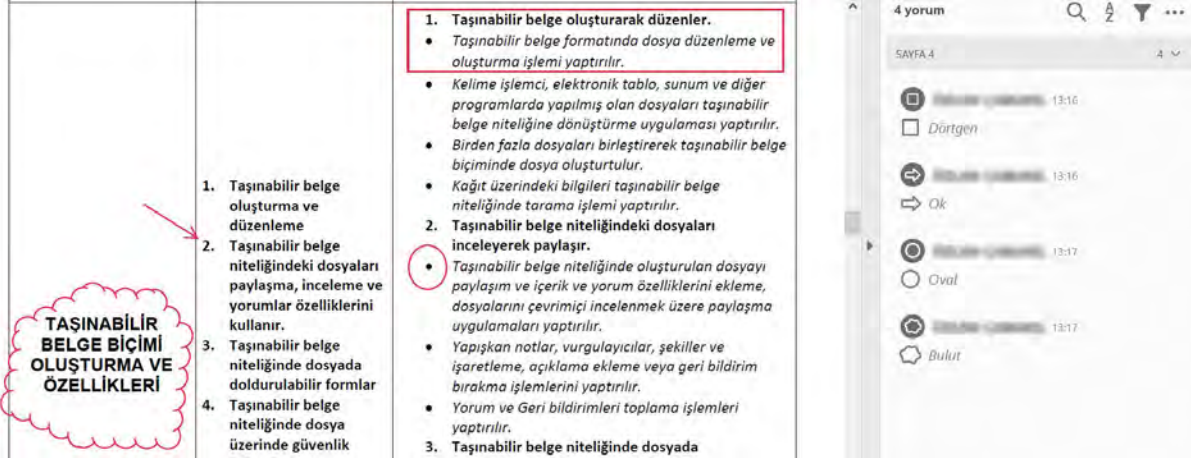 TAŞINABİLİR
BELGE BİÇİMİ
OLUŞTURMA VE
ÖZELLİKLERİ
1. Taşınabilir belge
oluşturma ve
düzenleme
2. Taşınabilir belge
niteliğindeki dosyaları
paylaşma, inceleme ve
yorumlar özelliklerini
kullanır.
3. Taşınabilir belge
niteliğinde dosyada
doldurulabilir formlar
4. Taşınabilir belge
niteliğinde dosya
üzerinde güvenlik
1. Taşınabilir belge oluşturarak düzenler.
• Taşınabilir belge formatında dosya düzenleme ve
oluşturma işlemi yaptırılır.
• Kelime işlemci, elektronik tablo, sunum ve diğer
programlarda yapılmış olan dosyaları taşınabilir
belge niteliğine dönüştürme uygulaması yaptırılır.
• Birden fazla dosyaları birleştirerek taşınabilir belge
biçiminde dosya oluşturtulur.
• Kağıt üzerindeki bilgileri taşınabilir belge
niteliğinde tarama işlemi yaptırılır.
2. Taşınabilir belge niteliğindeki dosyaları
inceleyerek paylaşır.
• Taşınabilir belge niteliğinde oluşturulan dosyayı
paylaşım ve içerik ve yorum özelliklerini ekleme,
dosyalarını çevrimiçi incelenmek üzere paylaşma
uygulamaları yaptırılır.
• Yapışkan notlar, vurgulayıcılar, şekiller ve
işaretleme, açıklama ekleme veya geri bildirim
bırakma işlemlerini yaptırılır.
• Yorum ve Geri bildirimleri toplama işlemleri
yaptırılır.
3. Taşınabilir belge niteliğinde dosyada
4 yorum
SAYFA 4 4
13:16
Dörtgen
13:16
Ok
13:17
Oval
13:17
Bulut